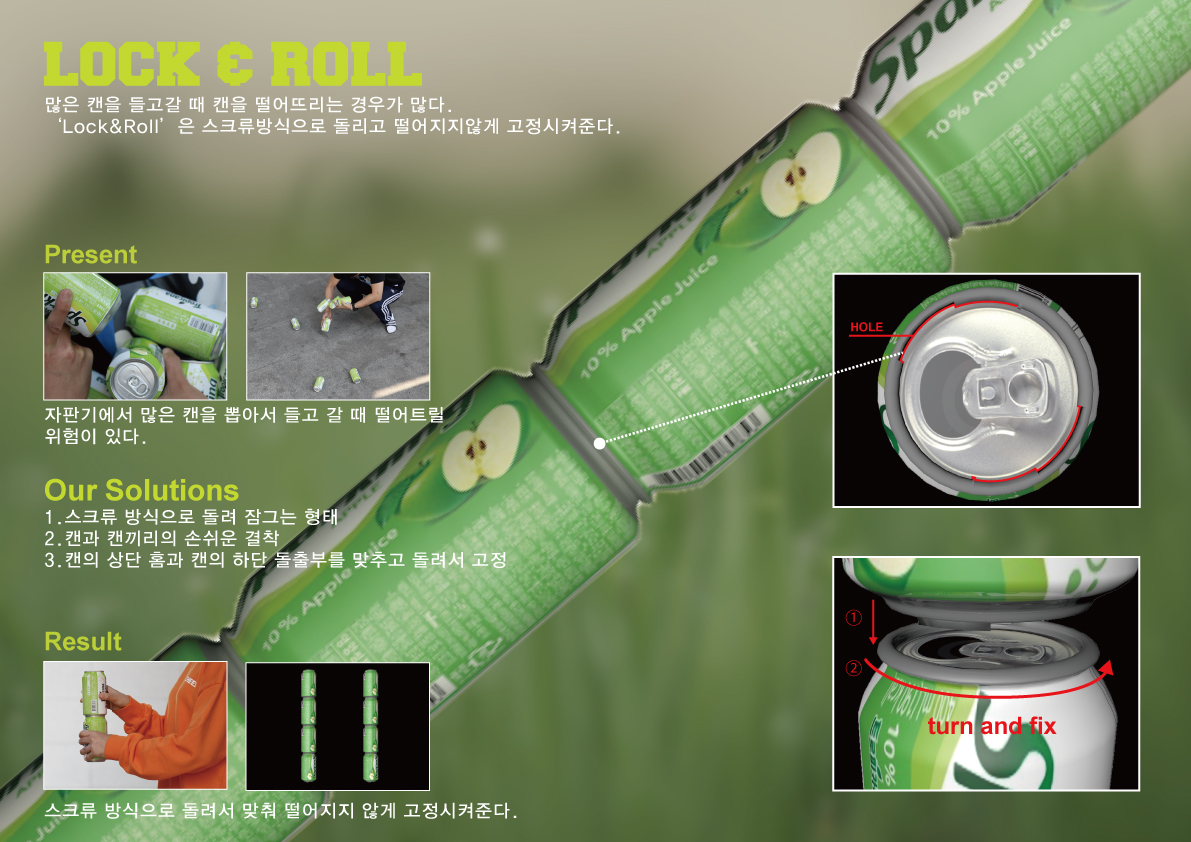 LOCK & ROLL
많은 캔을 들고갈 때 캔을 떨어뜨리는 경우가 많다.
‘Lock&Roll’은 스크류방식으로 돌리고 떨어지지않게 고정시켜준다.
Spa
10% Apple Juice
APPLE
10% Apple Juice
Present
HOLE
자판기에서 많은 캔을 뽑아서 들고 갈 때 떨어트릴
위험이 있다.
Our Solutions
1.스크류 방식으로 돌려 잠그는 형태
2.캔과 캔끼리의 손쉬운 결착
3.캔의 상단 홈과 캔의 하단 돌출부를 맞추고 돌려서 고정
10% Apple Juice
Result
①
②
turn and fix
10%
스크류 방식으로 돌려서 맞춰 떨어지지 않게 고정시켜준다.